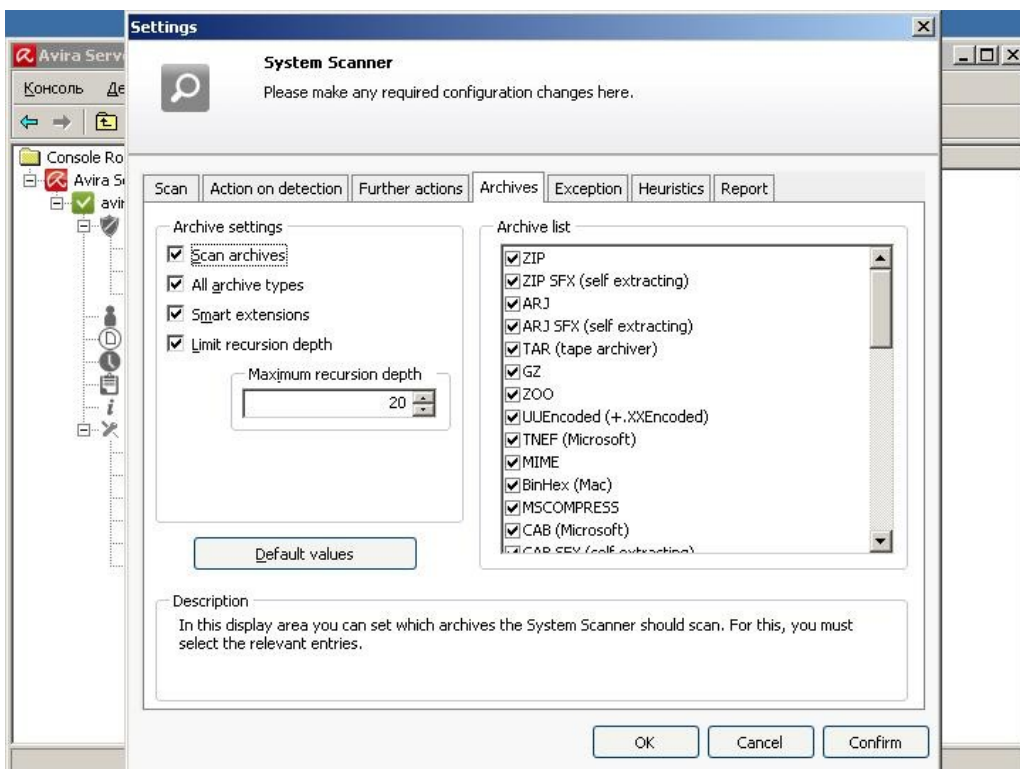 Settings
Avira Serv
System Scanner
Please make any required configuration changes here.
Консоль Де
Console Ro
Avira S
avir
Scan Action on detection Further actions Archives Exception Heuristics Report
Archive settings
Scan archives
All archive types
Smart extensions
Limit recursion depth
Maximum recursion depth
20
Default values
Archive list
ZIP
ZIP SFX (self extracting)
ARJ
ARJ SFX (self extracting)
TAR (tape archiver)
GZ
ZOO
UUEncoded (+.XXEncoded)
TNEF (Microsoft)
MIME
BinHex (Mac)
MSCOMPRESS
CAB (Microsoft)
CAB SFX (self extracting)
Description
In this display area you can set which archives the System Scanner should scan. For this, you must
select the relevant entries.
OK Cancel Confirm